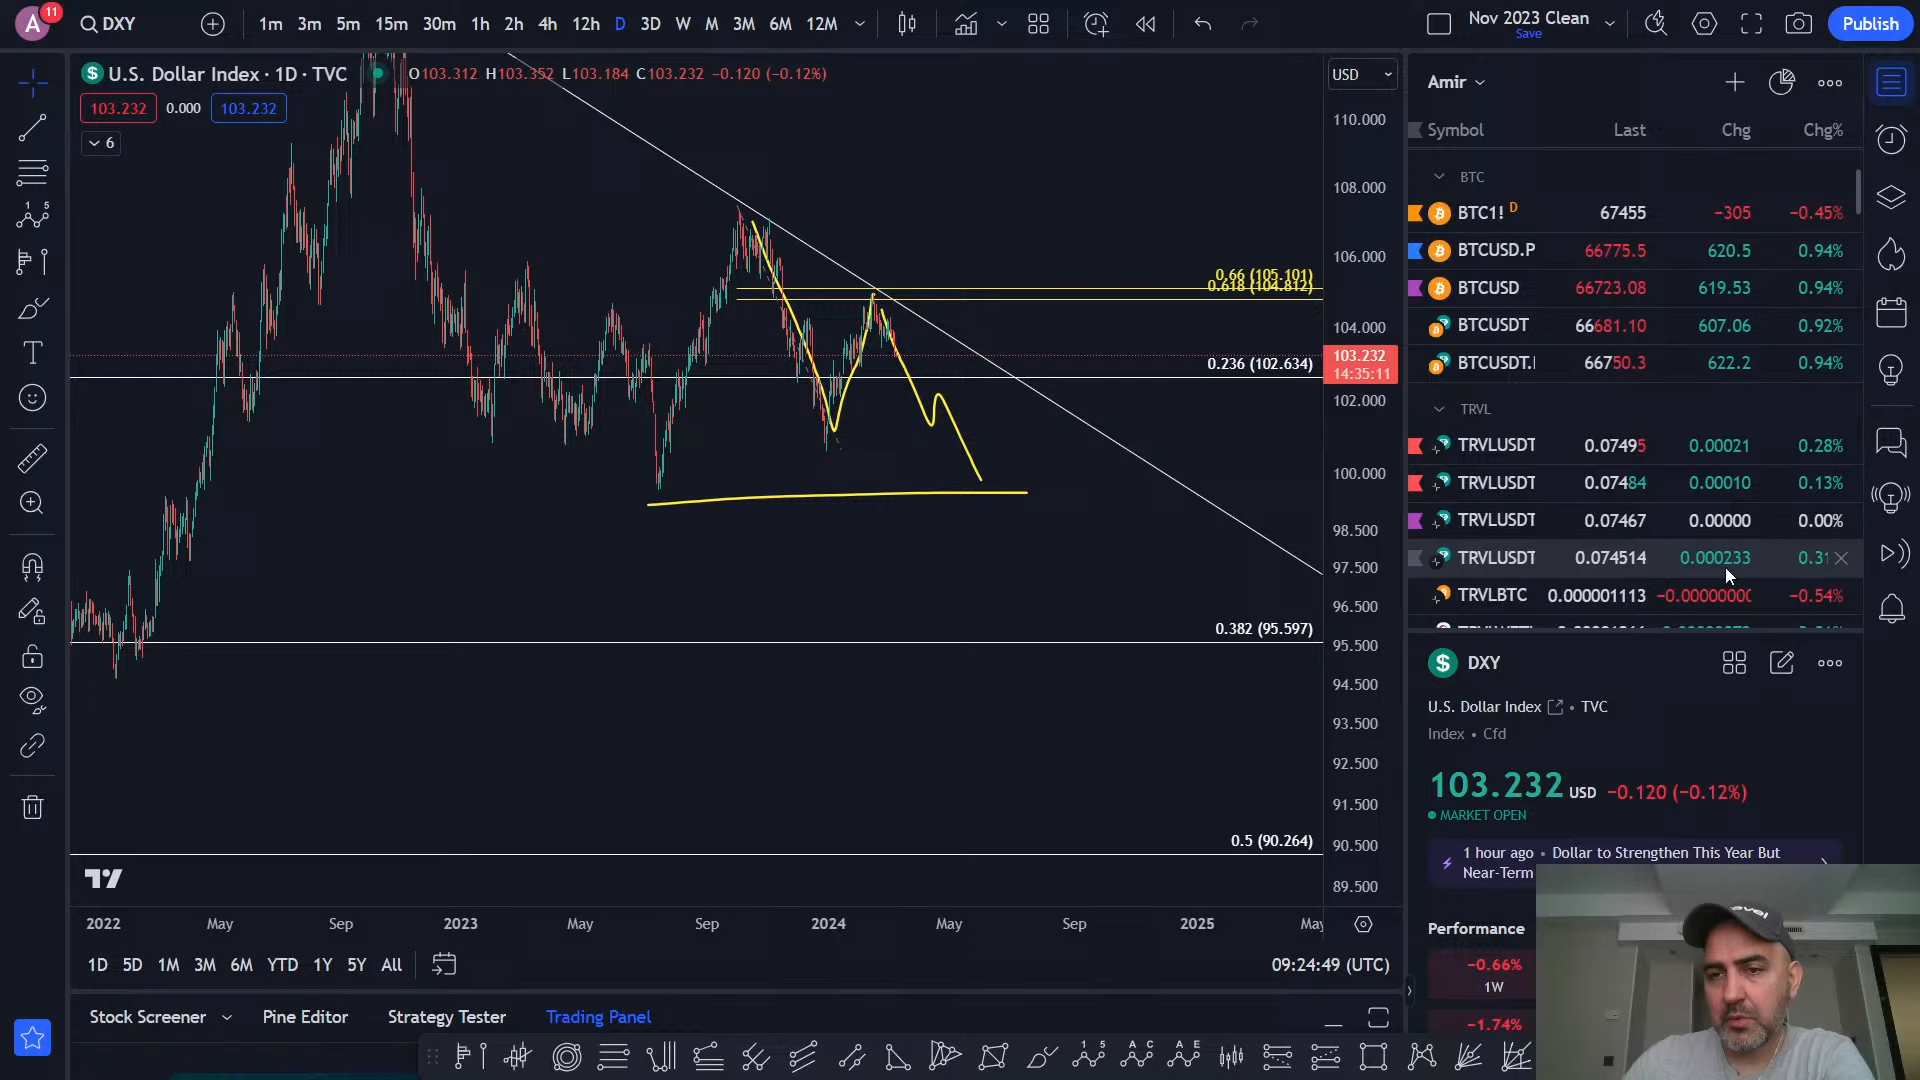 A
11
DXY
1m 3m 5m 15m 30m 1h 2h 4h 12h D 3D W M 3M 6M 12M
Nov 2023 Clean
Save
Publish
$ U.S. Dollar Index · 1D · TVC O103.312 H103.352 L103.184 C103.232 −0.120 (−0.12%)
103.232 0.000 103.232
6
USD
110.000
108.000
106.000
104.000
103.232
14:35:11
102.000
100.000
98.500
97.500
96.500
95.500
94.500
93.500
92.500
91.500
90.500
89.500
0.66 (105.101)
0.618 (104.812)
0.236 (102.634)
0.382 (95.597)
0.5 (90.264)
2022 May Sep 2023 May Sep 2024 May Sep 2025 May
1D 5D 1M 3M 6M YTD 1Y 5Y All
09:24:49 (UTC)
Stock Screener Pine Editor Strategy Tester Trading Panel
Amir
Symbol Last Chg Chg%
BTC
BTC1! D 67455 −305 −0.45%
BTCUSD.P 66775.5 620.5 0.94%
BTCUSD 66723.08 619.53 0.94%
BTCUSDT 66681.10 607.06 0.92%
BTCUSDT. 66750.3 622.2 0.94%
TRVL
TRVLUSDT 0.07495 0.00021 0.28%
TRVLUSDT 0.07484 0.00010 0.13%
TRVLUSDT 0.07467 0.00000 0.00%
TRVLUSDT 0.074514 0.000233 0.31
TRVLBTC 0.000001113 −0.00000000 −0.54%
$ DXY
U.S. Dollar Index • TVC
Index • Cfd
103.232 USD −0.120 (−0.12%)
MARKET OPEN
1 hour ago • Dollar to Strengthen This Year But
Near-Term
Performance
−0.66%
1W
−1.74%